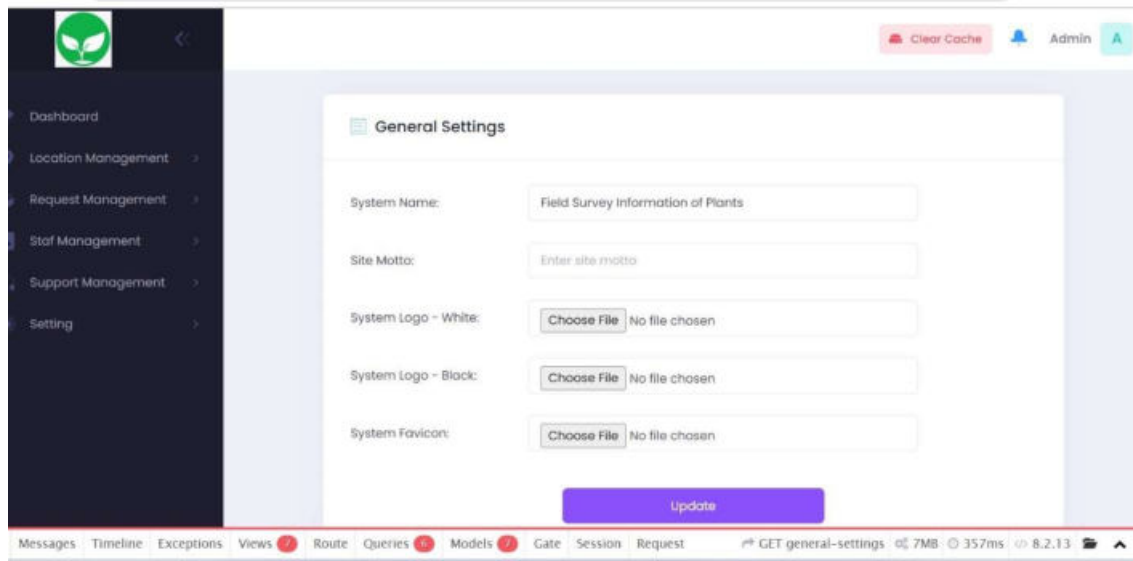 Clear Cache Admin A
Dashboard
Location Management
Request Management
Staf Management
Support Management
Setting
General Settings
System Name: Field Survey Information of Plants
Site Motto: Enter site motto
System Logo - White: Choose File No file chosen
System Logo - Black: Choose File No file chosen
System Favicon: Choose File No file chosen
Update
Messages Timeline Exceptions Views 7 Route Queries 6 Models 7 Gate Session Request GET general-settings 7MB 357ms 8.2.13